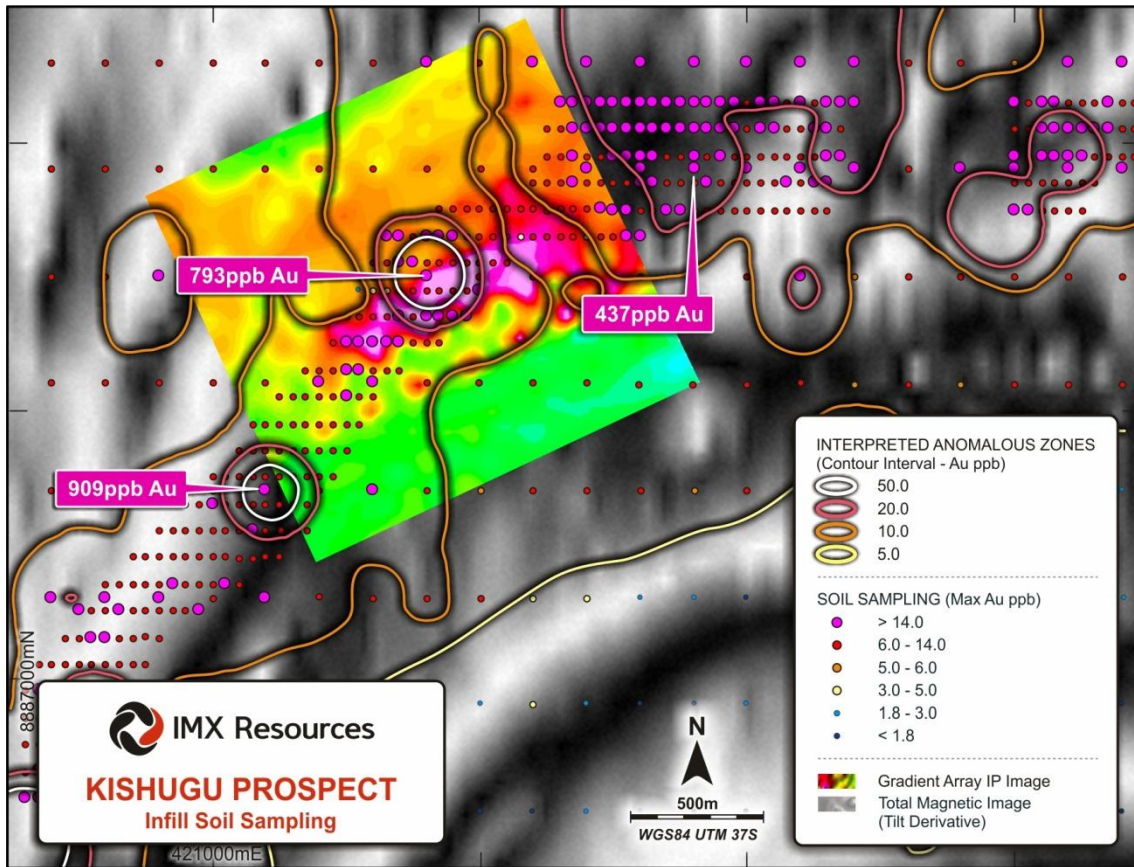 793ppb Au
437ppb Au
909ppb Au
INTERPRETED ANOMALOUS ZONES
(Contour Interval - Au ppb)
50.0
20.0
10.0
5.0
SOIL SAMPLING (Max Au ppb)
> 14.0
6.0 - 14.0
5.0 - 6.0
3.0 - 5.0
1.8 - 3.0
< 1.8
Gradient Array IP Image
Total Magnetic Image
(Tilt Derivative)
8887000mN
IMX Resources
KISHUGU PROSPECT
Infill Soil Sampling
421000mE
N
500m
WGS84 UTM 37S